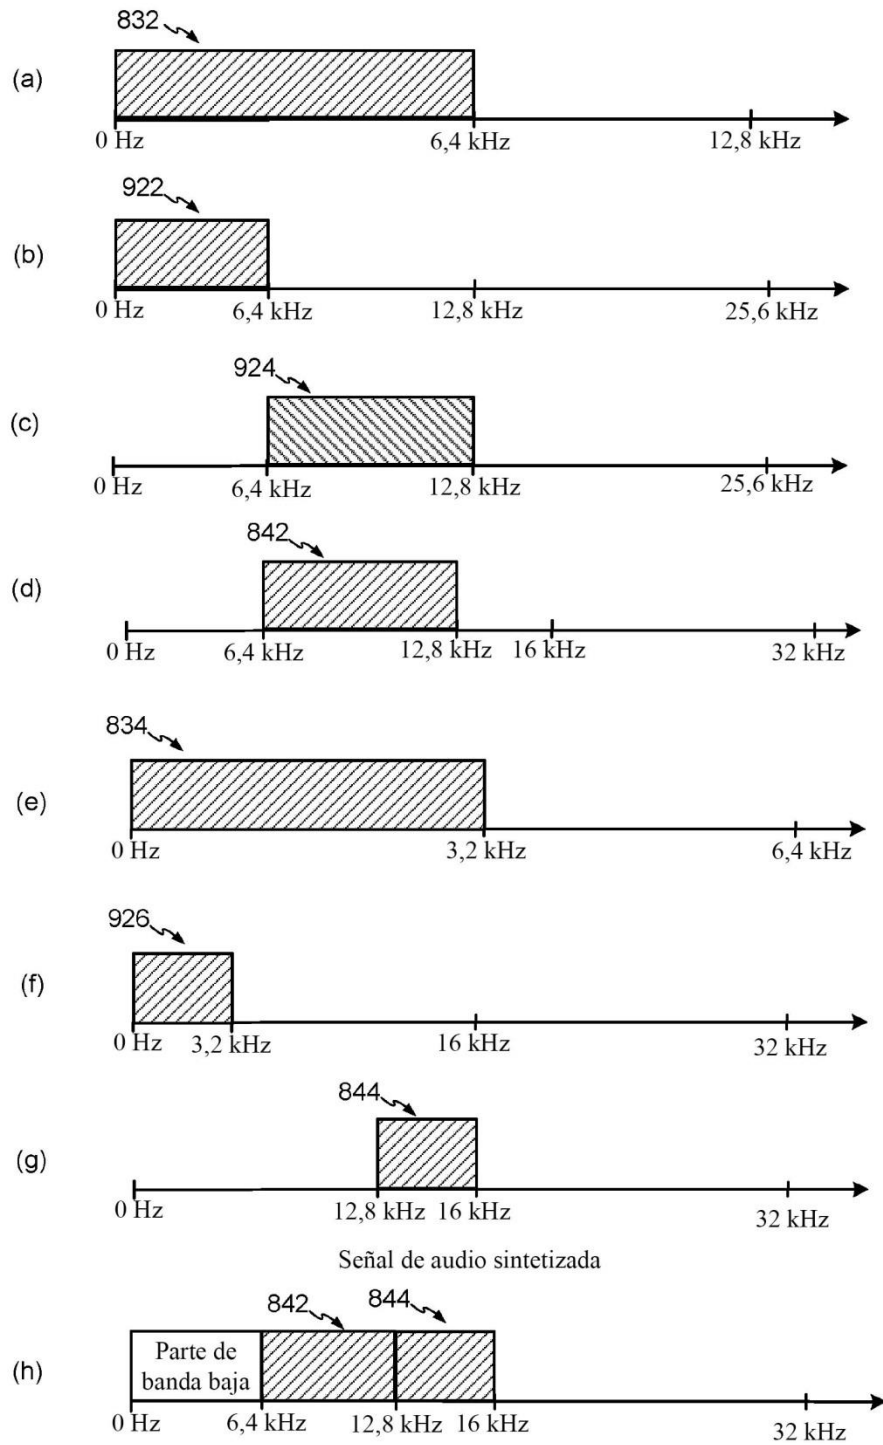 832
(a)
0 Hz 6,4 kHz 12,8 kHz
922
(b)
0 Hz 6,4 kHz 12,8 kHz 25,6 kHz
924
(c)
0 Hz 6,4 kHz 12,8 kHz 25,6 kHz
842
(d)
0 Hz 6,4 kHz 12,8 kHz 16 kHz 32 kHz
834
(e)
0 Hz 3,2 kHz 6,4 kHz
926
(f)
0 Hz 3,2 kHz 16 kHz 32 kHz
844
(g)
0 Hz 12,8 kHz 16 kHz 32 kHz
Señal de audio sintetizada
842 844
(h)
Parte de
banda baja
0 Hz 6,4 kHz 12,8 kHz 16 kHz 32 kHz